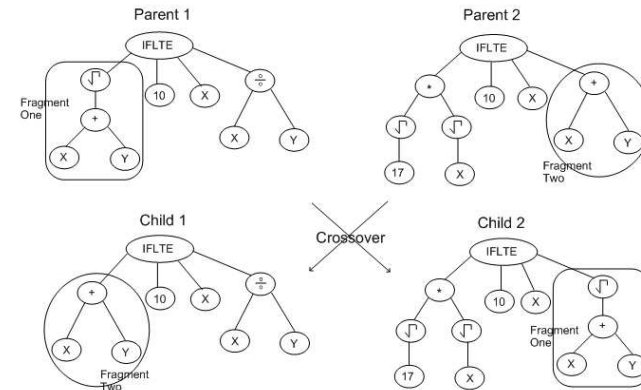 Parent 1
Parent 2
IFLTE
IFLTE
√
10
X
÷
*
10
X
+
Fragment
One
+
X
Y
√
√
X
Y
X
Y
17
X
Fragment
Two
Child 1
Crossover
Child 2
IFLTE
IFLTE
+
10
X
÷
*
10
X
√
X
Y
X
Y
√
√
Fragment
One
+
Fragment
Two
17
X
X
Y